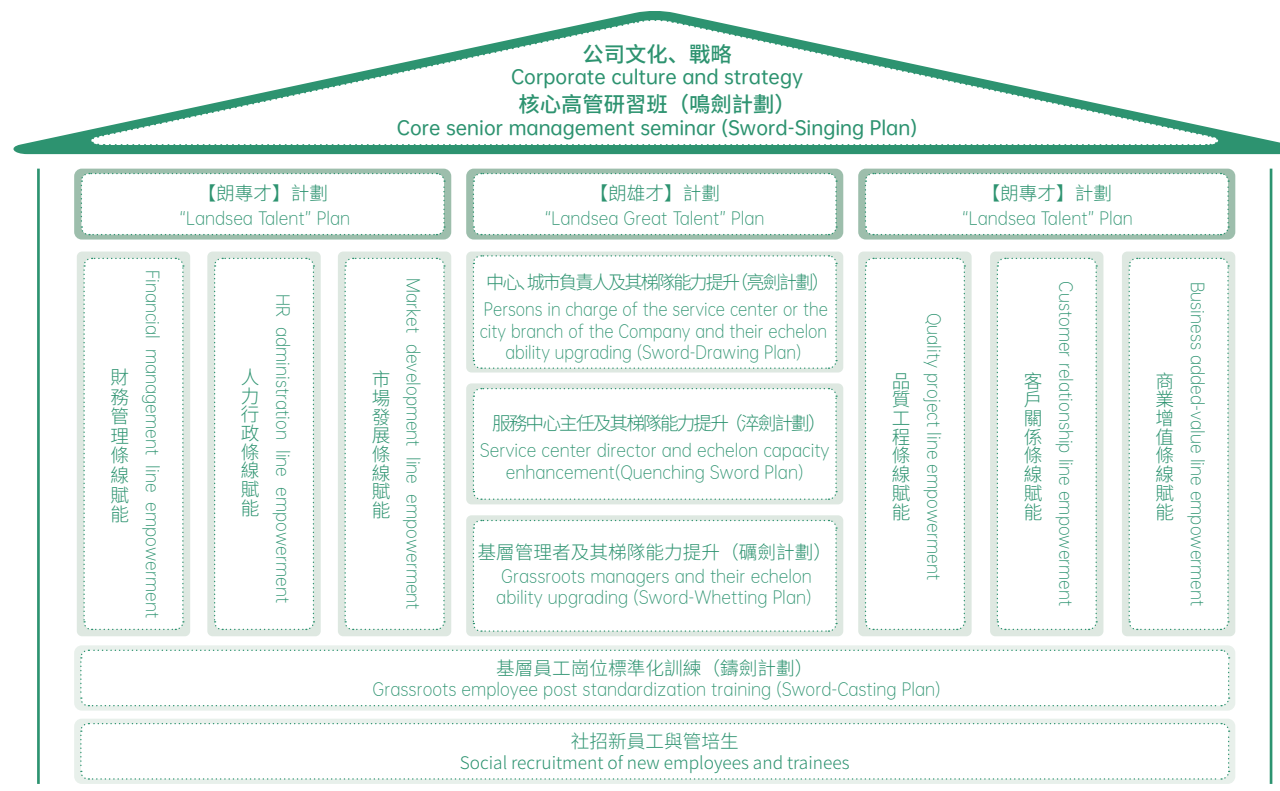 公司文化、戰略
Corporate culture and strategy
核心高管研習班（鳴劍計劃）
Core senior management seminar (Sword-Singing Plan)
【朗專才】計劃
“Landsea Talent” Plan
【朗雄才】計劃
“Landsea Great Talent” Plan
【朗專才】計劃
“Landsea Talent” Plan
財務管理條線賦能
Financial management line empowerment
人力行政條線賦能
HR administration line empowerment
市場發展條線賦能
Market development line empowerment
中心、城市負責人及其梯隊能力提升（亮劍計劃）
Persons in charge of the service center or the
city branch of the Company and their echelon
ability upgrading (Sword-Drawing Plan)
服務中心主任及其梯隊能力提升（淬劍計劃）
Service center director and echelon capacity
enhancement(Quenching Sword Plan)
基層管理者及其梯隊能力提升（礪劍計劃）
Grassroots managers and their echelon
ability upgrading (Sword-Whetting Plan)
品質工程條線賦能
Quality project line empowerment
客戶關係條線賦能
Customer relationship line empowerment
商業增值條線賦能
Business added-value line empowerment
基層員工崗位標準化訓練（鑄劍計劃）
Grassroots employee post standardization training (Sword-Casting Plan)
社招新員工與管培生
Social recruitment of new employees and trainees